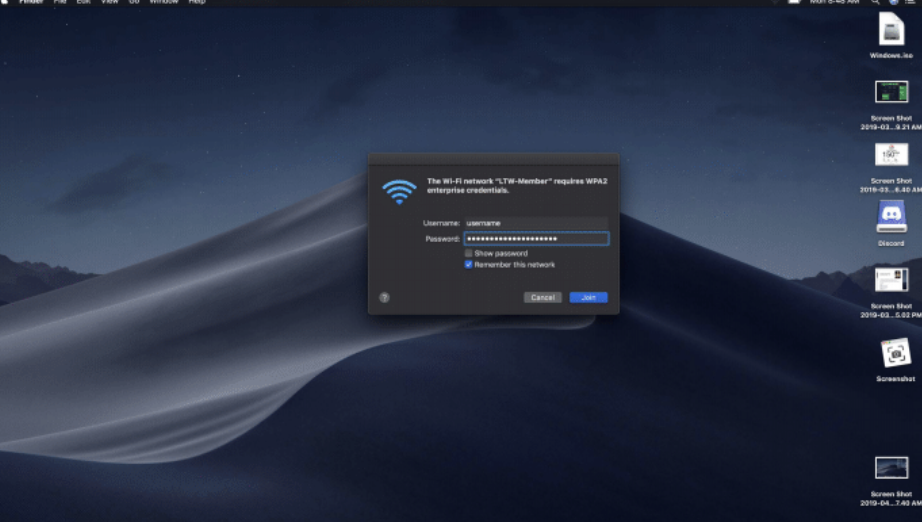 Finder File Edit View Go Window Help
Mon 8:48 AM
Windows.iso
Screen Shot
2019-03...9.21 AM
Screen Shot
2019-03...6.40 AM
Discord
Screen Shot
2019-03...5.02 PM
Screenshot
Screen Shot
2019-04...7.40 AM
The Wi-Fi network "LTW-Member" requires WPA2
enterprise credentials.
Username: username
Password: ••••••••••••••••••••
Show password
Remember this network
?
Cancel Join